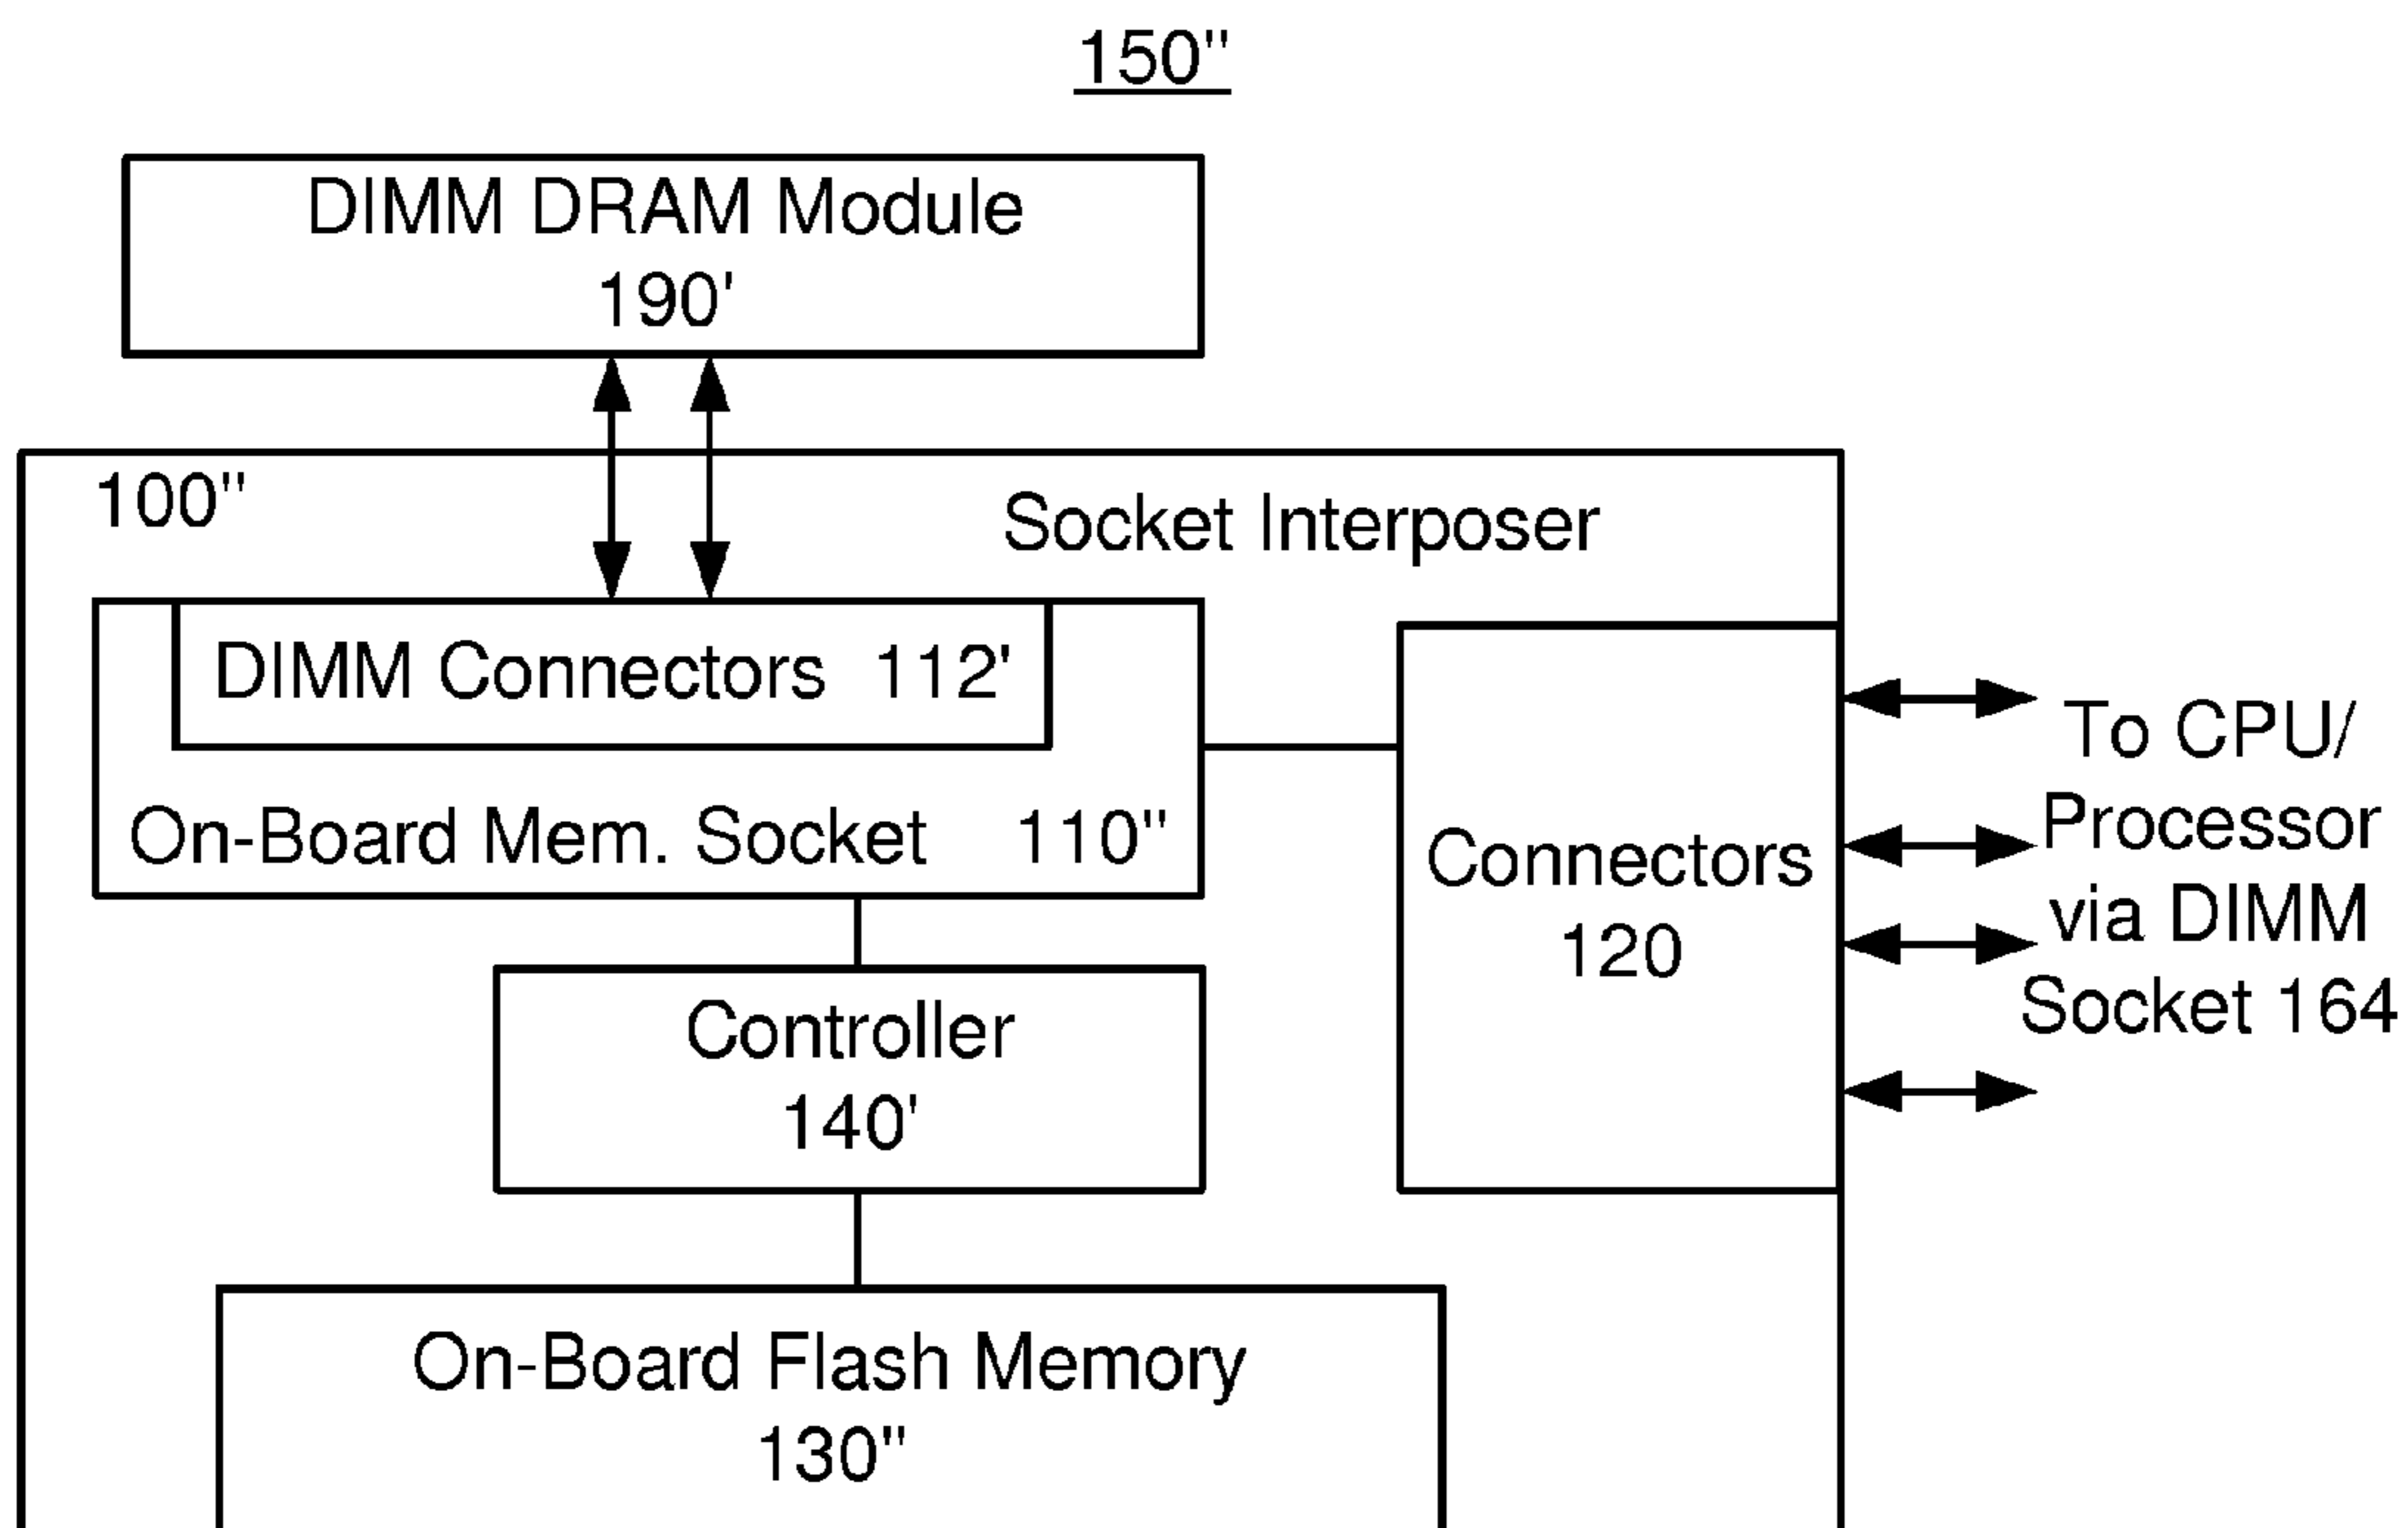 150"
DIMM DRAM Module
190'
100"
Socket Interposer
DIMM Connectors 112'
On-Board Mem. Socket 110"
Connectors
120
To CPU/
Processor
via DIMM
Socket 164
Controller
140'
On-Board Flash Memory
130"